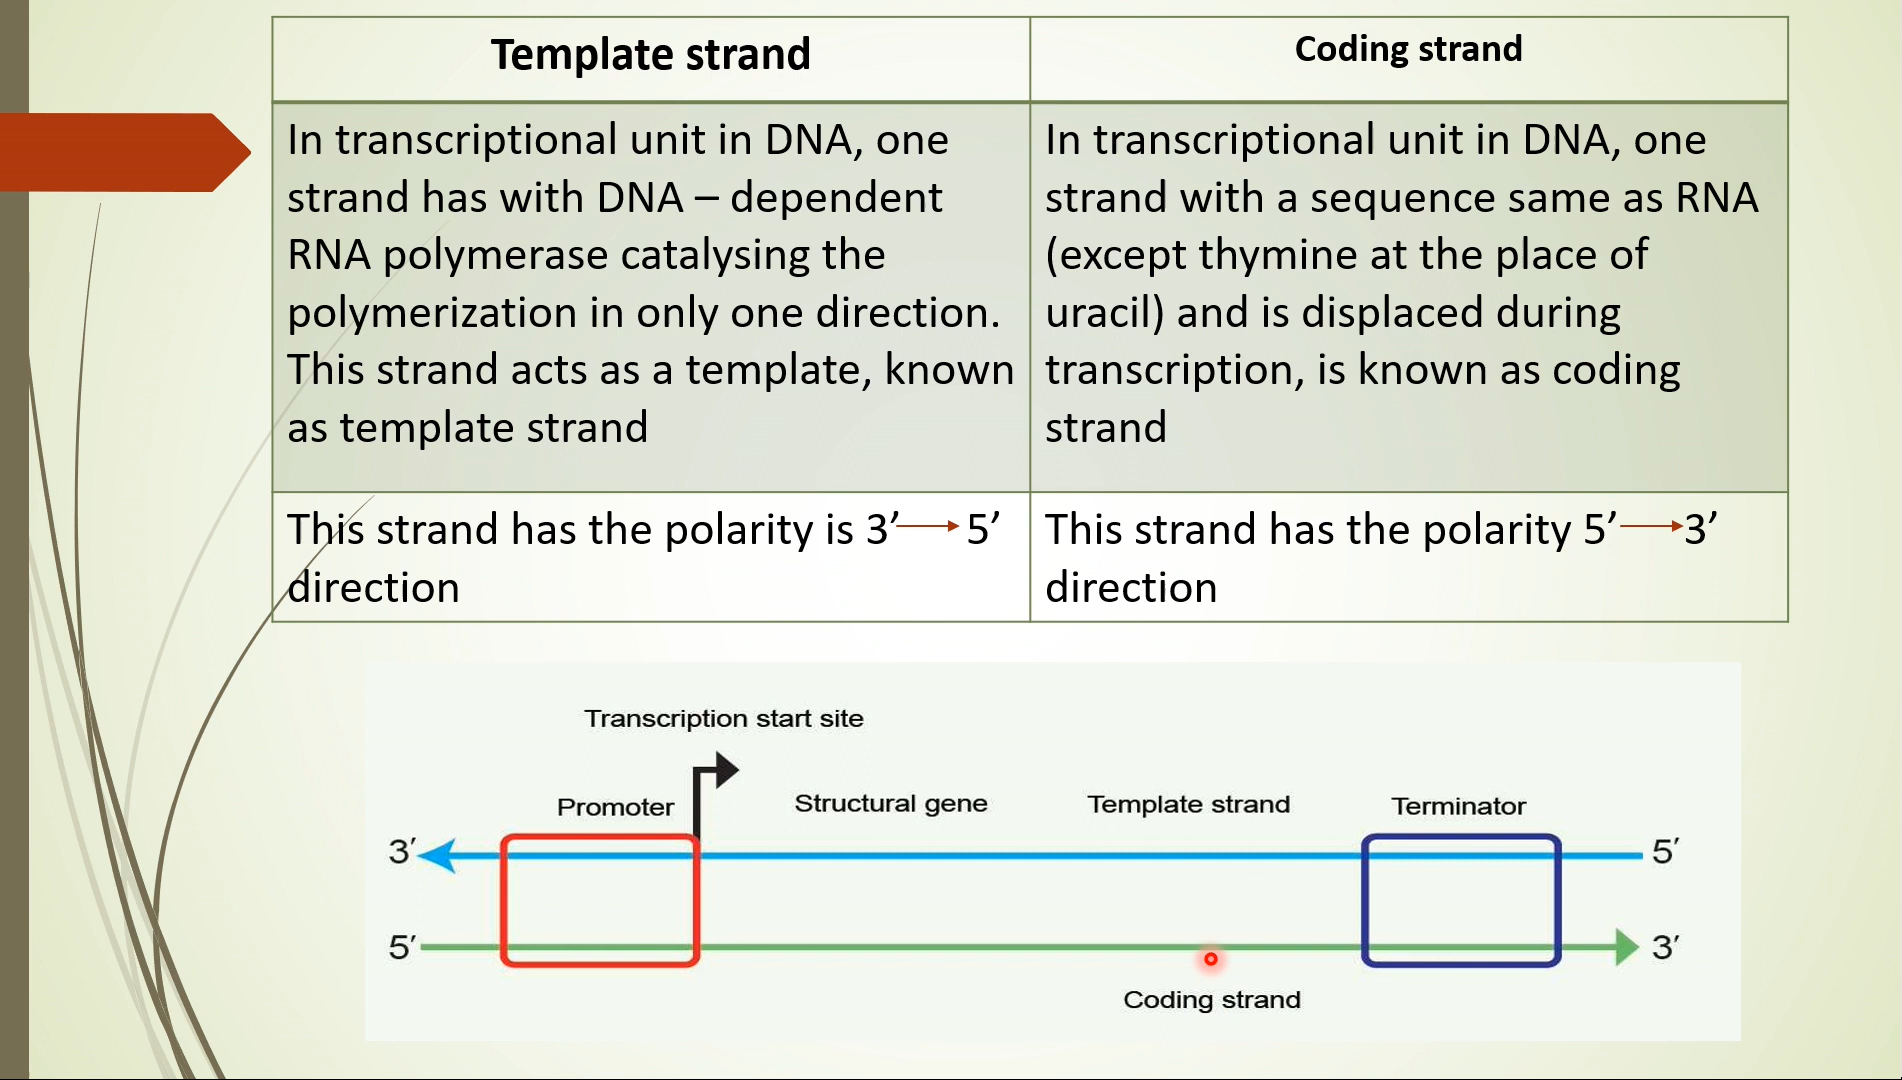 Template strand
Coding strand
In transcriptional unit in DNA, one
strand has with DNA – dependent
RNA polymerase catalysing the
polymerization in only one direction.
This strand acts as a template, known
as template strand
In transcriptional unit in DNA, one
strand with a sequence same as RNA
(except thymine at the place of
uracil) and is displaced during
transcription, is known as coding
strand
This strand has the polarity is 3’ → 5’
direction
This strand has the polarity 5’ → 3’
direction
Transcription start site
Promoter
Structural gene
Template strand
Terminator
3′
5′
5′
3′
Coding strand